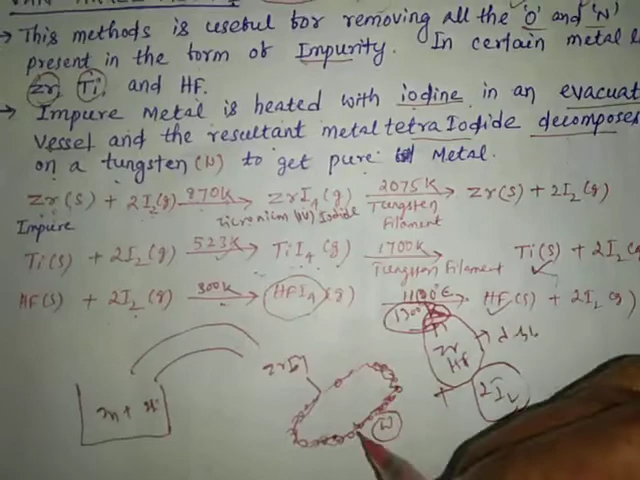 VAN ARKEL
→ This methods is useful for removing all the 'O' and 'N'
present in the form of Impurity. In certain metal
Zr, Ti and HF.
→ Impure Metal is heated with iodine in an evacuat
vessel and the resultant metal tetra Iodide decomposes
on a tungsten (W) to get pure Metal.
Zr(s) + 2I₂(g) 870K→ ZrI₄(g) 2075K→ Zr(s) + 2I₂(g)
Impure Zicronium (IV) Iodide Tungsten
Filament
Ti(s) + 2I₂(g) 523K→ TiI₄(g) 1700K→ Ti(s) + 2I₂(g
Tungsten Filament
HF(s) + 2I₂(g) 300K→ HFI₄(g) → HF(s) + 2I₂(g)
Zr
HF
ZrI₄
2I₂
W